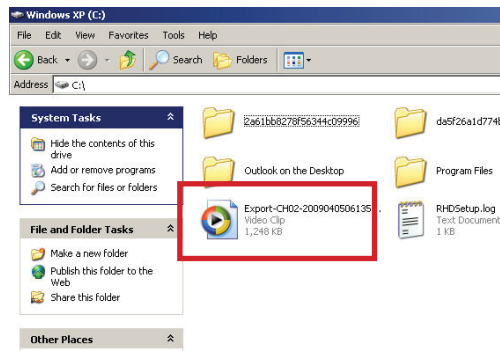 Windows XP (C:)
File Edit View Favorites Tools Help
Back Search Folders
Address C:\
System Tasks
Hide the contents of this
drive
Add or remove programs
Search for files or folders
File and Folder Tasks
Make a new folder
Publish this folder to the
Web
Share this folder
Other Places
2a61bb8278f56344c09996
da5f26a1d774b
Outlook on the Desktop
Program Files
Export-CH02-2009040506135...
Video Clip
1,248 KB
RHDSetup.log
Text Document
1 KB